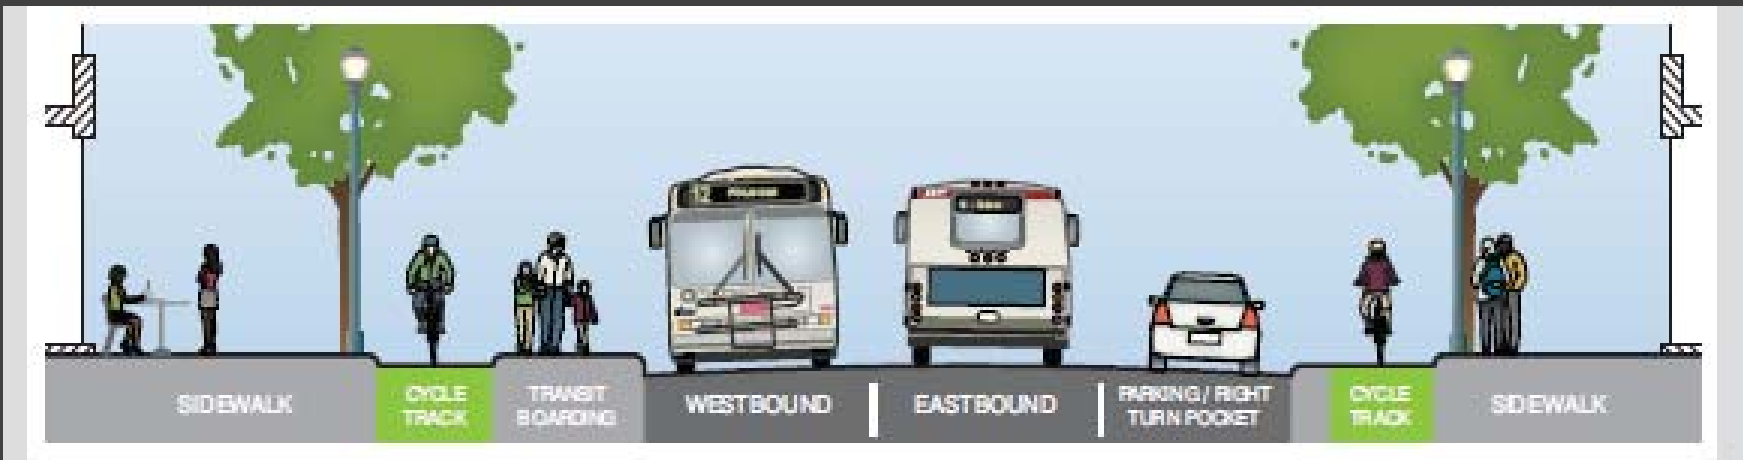 SIDEWALK
CYCLE
TRACK
TRANSIT
BOARDING
WESTBOUND
EASTBOUND
PARKING / RIGHT
TURN POCKET
CYCLE
TRACK
SIDEWALK